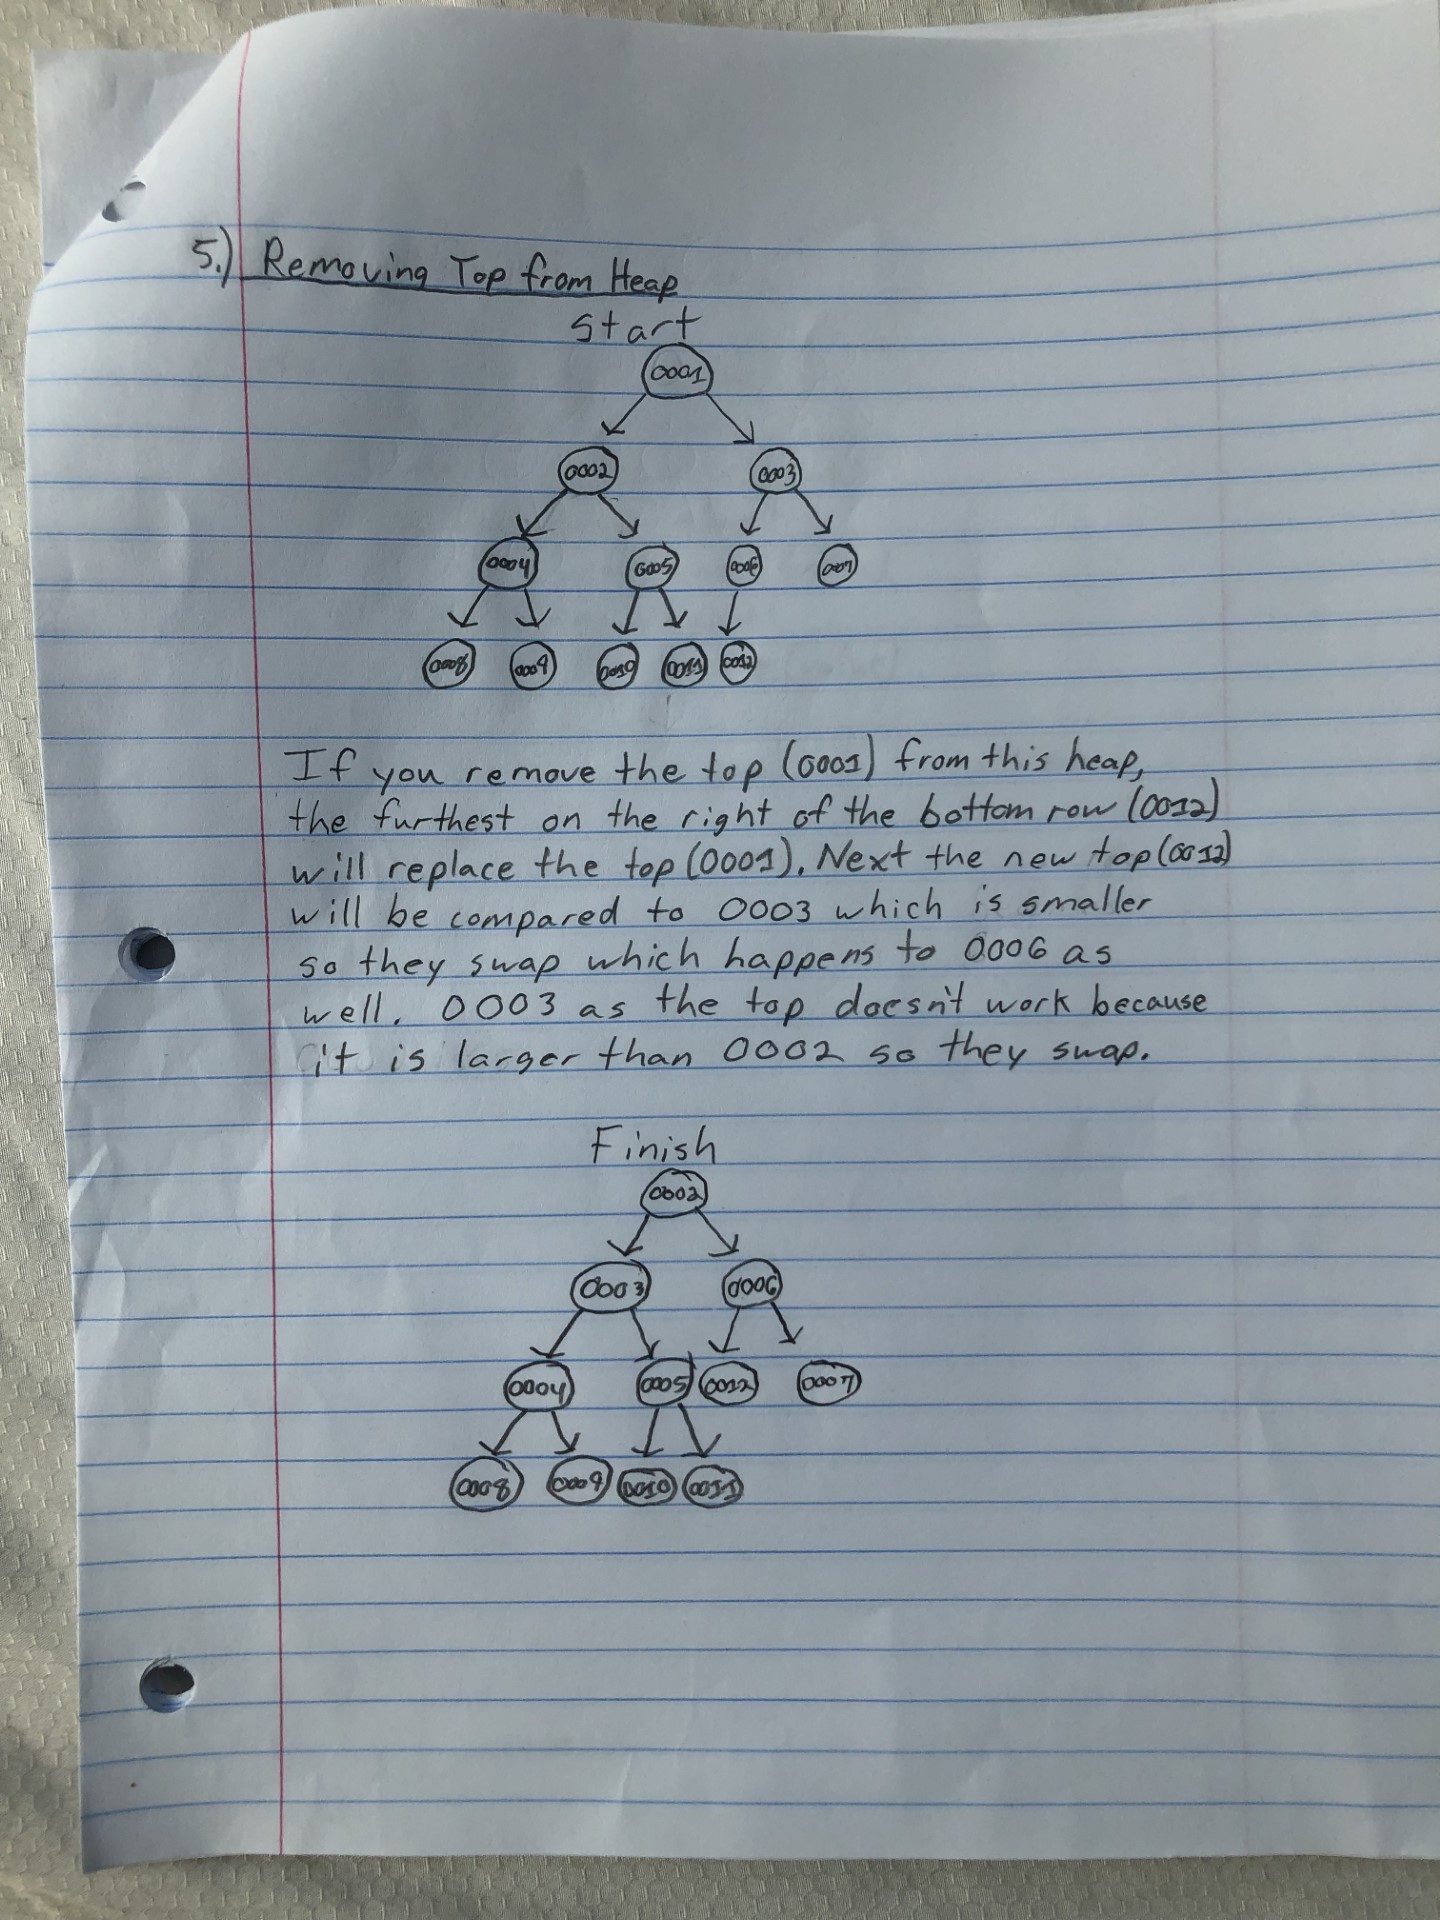 5.) Removing Top from Heap
Start
0001
0002 0003
0004 0005 0006 0007
0008 0009 0010 0011 0012
If you remove the top (0001) from this heap,
the furthest on the right of the bottom row (0012)
will replace the top (0001). Next the new top (0012)
will be compared to 0003 which is smaller
so they swap which happens to 0006 as
well. 0003 as the top doesn't work because
it is larger than 0002 so they swap.
Finish
0002
0003 0006
0004 0005 0012 0007
0008 0009 0010 0011